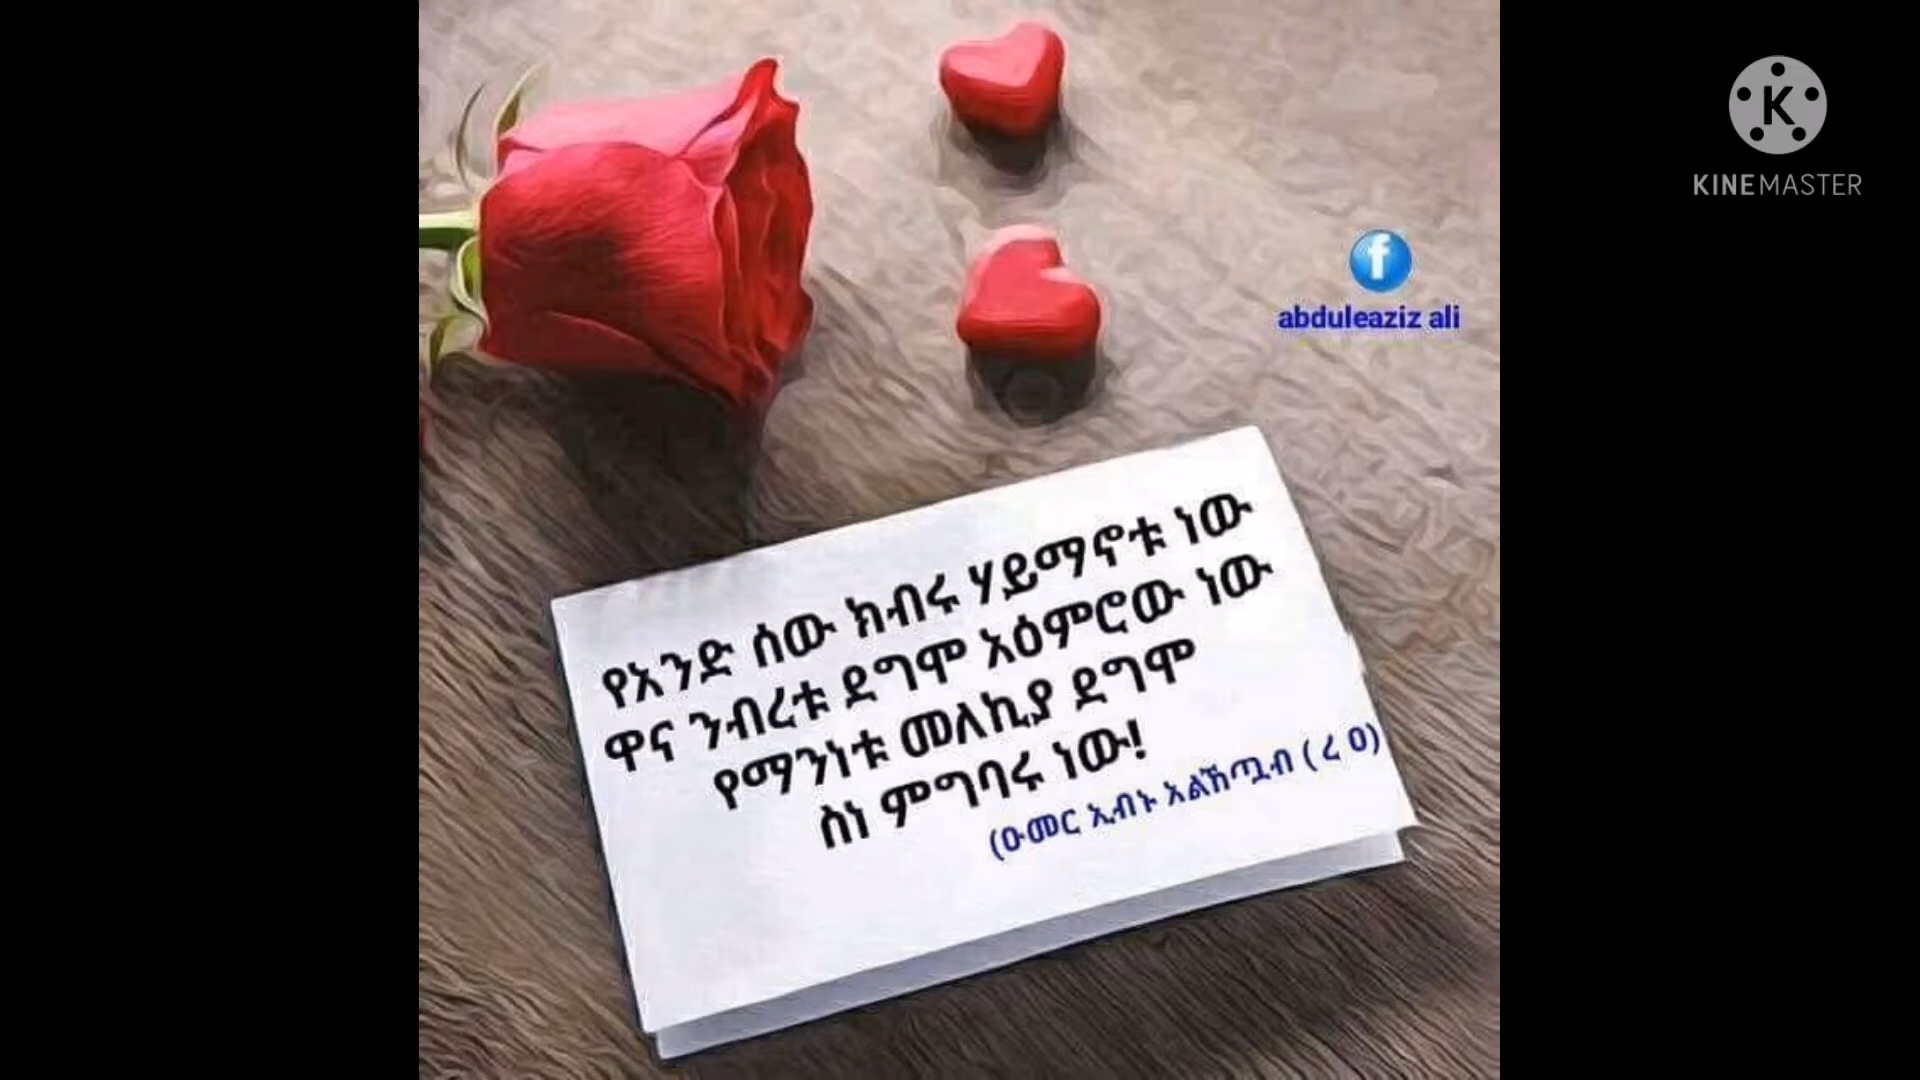 KINEMASTER
abduleaziz ali
የአንድ ሰው ክብሩ ሃይማኖቱ ነው
ዋና ንብረቱ ደግሞ አዕምሮው ነው
የማንነቱ መለኪያ ደግሞ
ስነ ምግባሩ ነው!
(ዑመር ኢብኑ አልኸጧብ ( ረ ዐ)